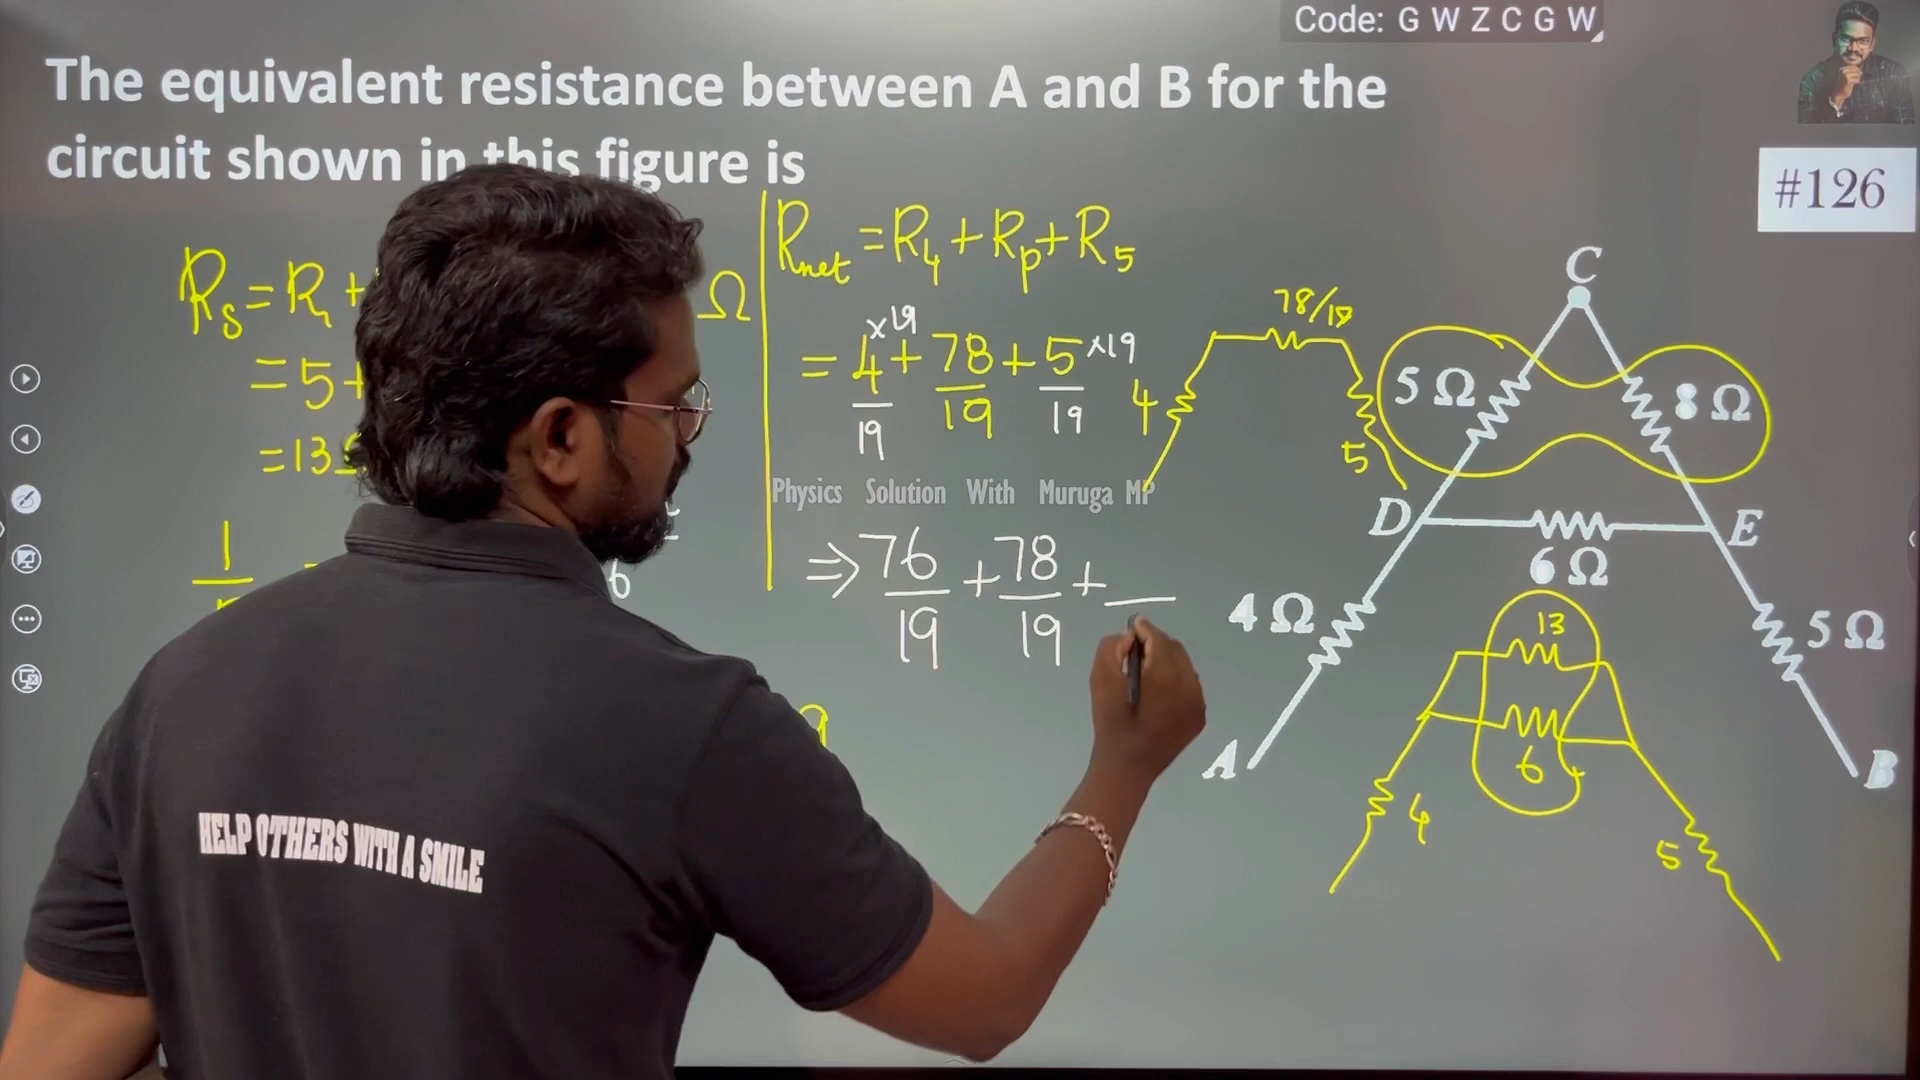 Code: G W Z C G W
The equivalent resistance between A and B for the
circuit shown in this figure is
#126
Rs = R1 +
Ω
= 5 +
= 13 Ω
1
6
Rnet = R4 + Rp + R5
×19 ×19
= 4 + 78 + 5
19 19 19
Physics Solution With Muruga MP
⇒ 76 + 78 +
19 19
9
78/19
4
5
C
5 Ω
8 Ω
D
E
6 Ω
4 Ω
5 Ω
A
B
13
6
4
5
HELP OTHERS WITH A SMILE